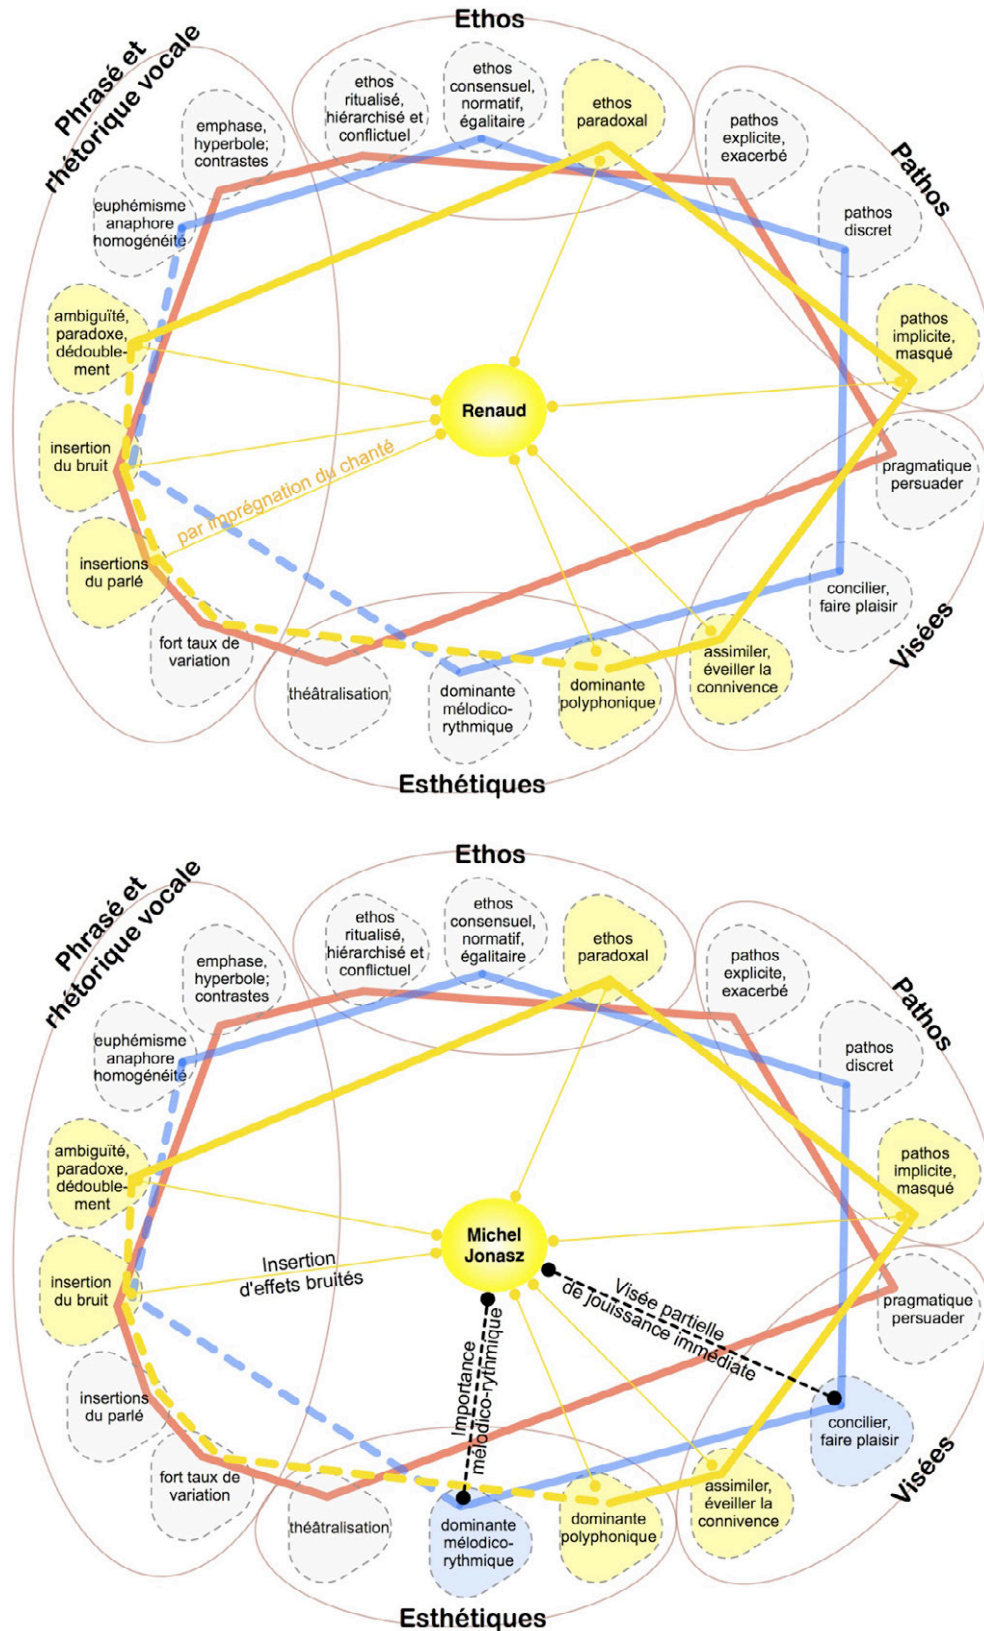 Ethos
Phrasé et
rhétorique vocale
ethos
ritualisé,
hiérarchisé et
conflictuel
ethos
consensuel,
normatif,
égalitaire
ethos
paradoxal
emphase,
hyperbole;
contrastes
pathos
explicite,
exacerbé
Pathos
euphémisme
anaphore
homogénéité
pathos
discret
ambiguïté,
paradoxe,
dédouble-
ment
pathos
implicite,
masqué
Renaud
insertion
du bruit
par imprégnation du chanté
pragmatique
persuader
insertions
du parlé
concilier,
faire plaisir
Visées
fort taux de
variation
assimiler,
éveiller la
connivence
théâtralisation
dominante
mélodico-
rythmique
dominante
polyphonique
Esthétiques
Ethos
Phrasé et
rhétorique vocale
ethos
ritualisé,
hiérarchisé et
conflictuel
ethos
consensuel,
normatif,
égalitaire
ethos
paradoxal
emphase,
hyperbole;
contrastes
pathos
explicite,
exacerbé
Pathos
euphémisme
anaphore
homogénéité
pathos
discret
ambiguïté,
paradoxe,
dédouble-
ment
pathos
implicite,
masqué
Michel
Jonasz
insertion
du bruit
Insertion
d'effets bruités
Visée partielle
de jouissance immédiate
pragmatique
persuader
Importance
mélodico-rythmique
insertions
du parlé
concilier,
faire plaisir
Visées
fort taux de
variation
assimiler,
éveiller la
connivence
théâtralisation
dominante
mélodico-
rythmique
dominante
polyphonique
Esthétiques